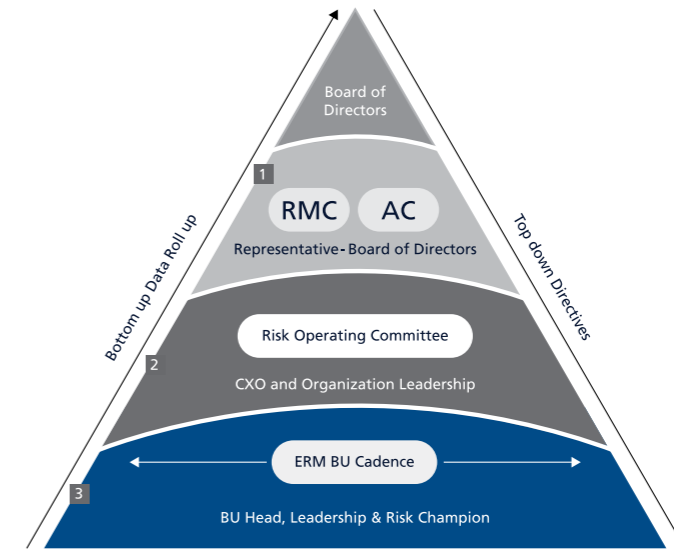 Board of
Directors
1
RMC
AC
Representative-Board of Directors
Bottom up Data Roll up
Top down Directives
Risk Operating Committee
2
CXO and Organization Leadership
ERM BU Cadence
3
BU Head, Leadership & Risk Champion